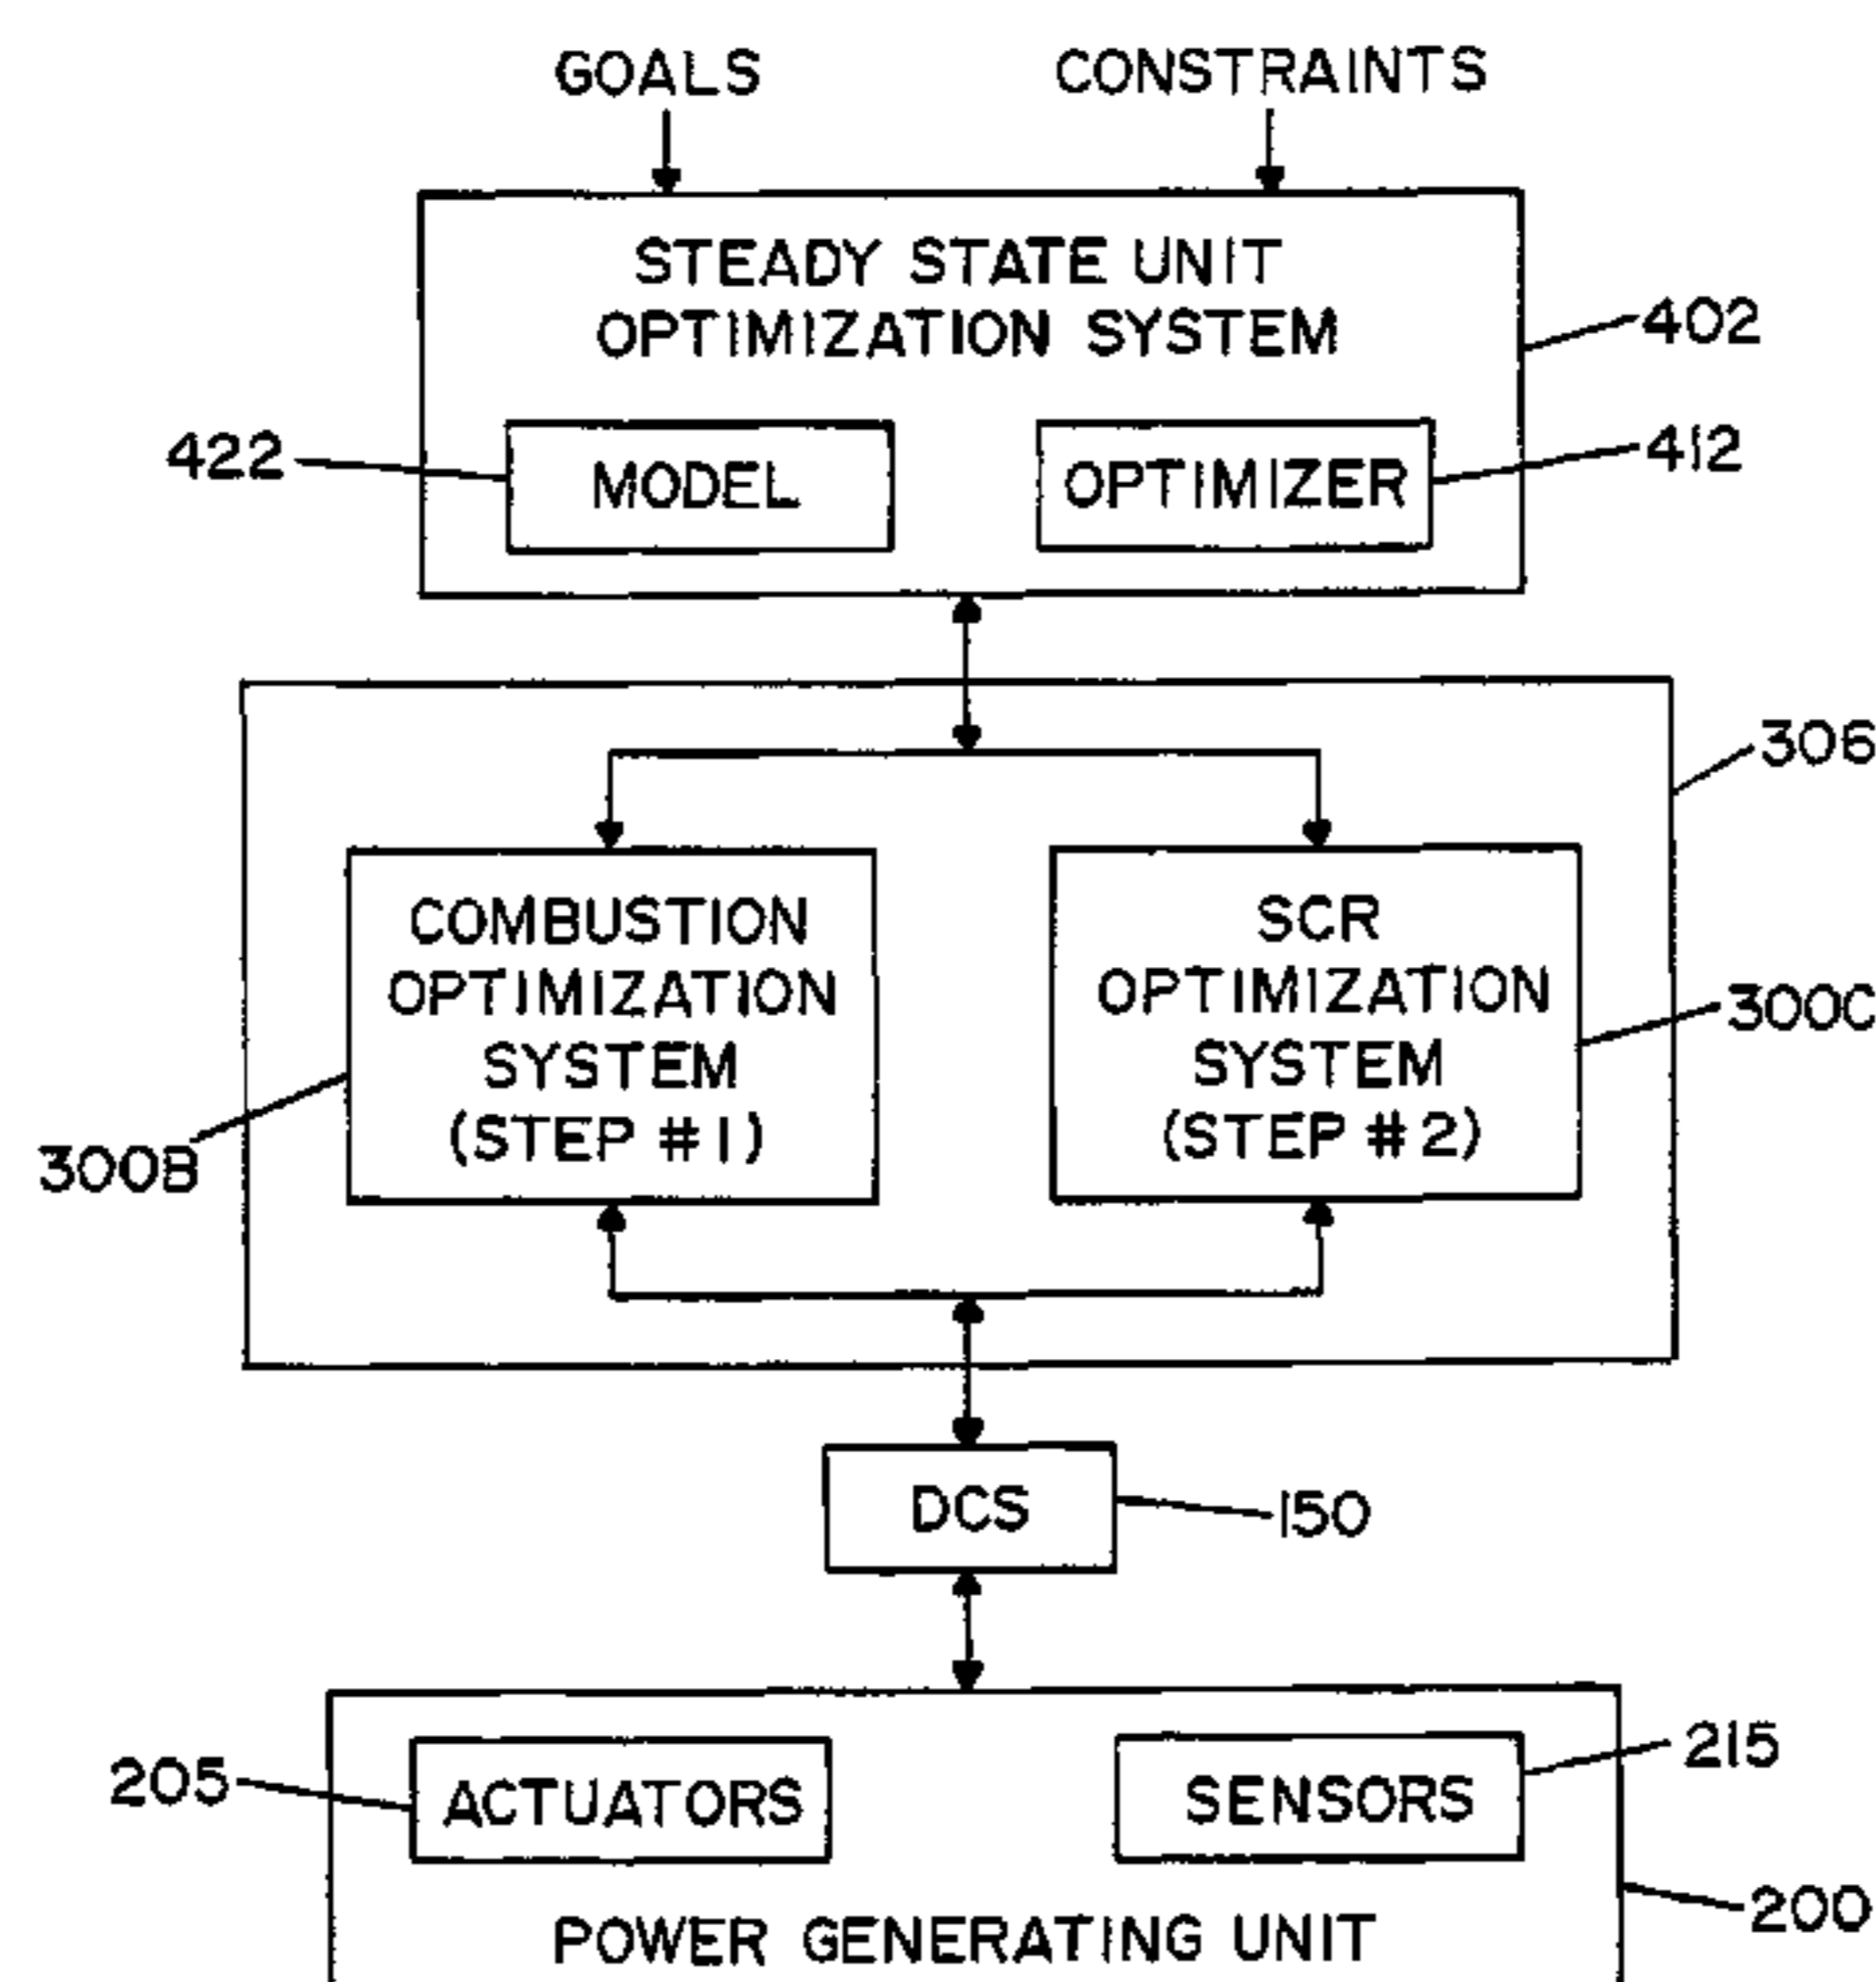 GOALS
CONSTRAINTS
STEADY STATE UNIT
OPTIMIZATION SYSTEM
402
422
MODEL
OPTIMIZER
412
306
COMBUSTION
OPTIMIZATION
SYSTEM
(STEP #1)
300B
SCR
OPTIMIZATION
SYSTEM
(STEP #2)
300C
DCS
150
205
ACTUATORS
SENSORS
215
POWER GENERATING UNIT
200